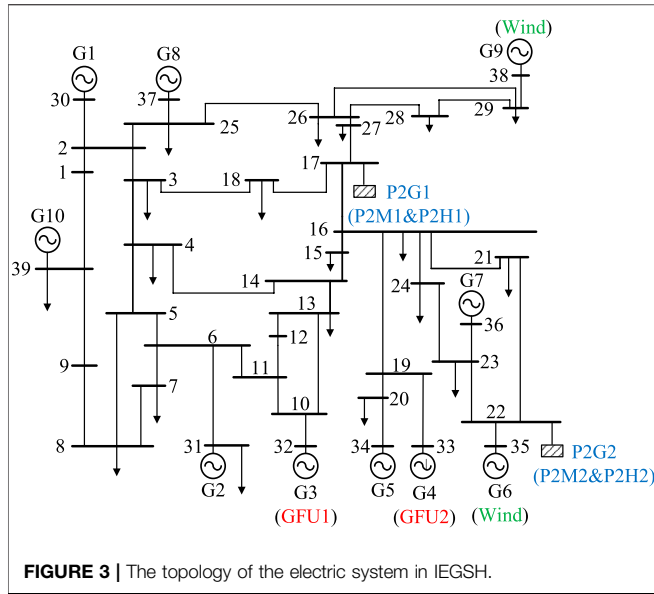 (Wind)
G1 G8 G9
38
30 37
25 26 28 29
27
2
17
1
3 18
P2G1
(P2M1&P2H1)
G10
16
4 15 21
39 14 24 G7
13
5
12 36
6
11 19 23
9
7 20
10 22
8
31 32 34 33 35
P2G2
G2 G3 G5 G4 G6
(P2M2&P2H2)
(GFU1) (GFU2) (Wind)
FIGURE 3 | The topology of the electric system in IEGSH.